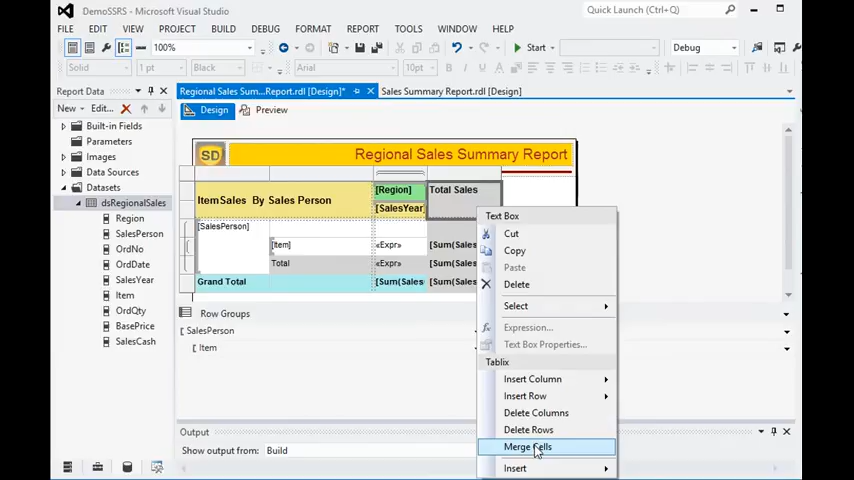 DemoSSRS - Microsoft Visual Studio
Quick Launch (Ctrl+Q)
FILE EDIT VIEW PROJECT BUILD DEBUG FORMAT REPORT TOOLS WINDOW HELP
100% Start Debug
Solid 1 pt Black Arial 10pt B I U
Report Data
Regional Sales Sum...Report.rdl [Design]* Sales Summary Report.rdl [Design]
New Edit...
Design Preview
Built-in Fields
Parameters
Images
Data Sources
Datasets
dsRegionalSales
Region
SalesPerson
OrdNo
OrdDate
SalesYear
Item
OrdQty
BasePrice
SalesCash
SD Regional Sales Summary Report
ItemSales By Sales Person
[Region]
Total Sales
[SalesYear]
[SalesPerson]
[Item] «Expr» [Sum(Sales
Total «Expr» [Sum(Sales
Grand Total [Sum(Sales [Sum(Sales
Row Groups
[ SalesPerson
[ Item
Output
Show output from: Build
Text Box
Cut
Copy
Paste
Delete
Select
Expression...
Text Box Properties...
Tablix
Insert Column
Insert Row
Delete Columns
Delete Rows
Merge Cells
Insert